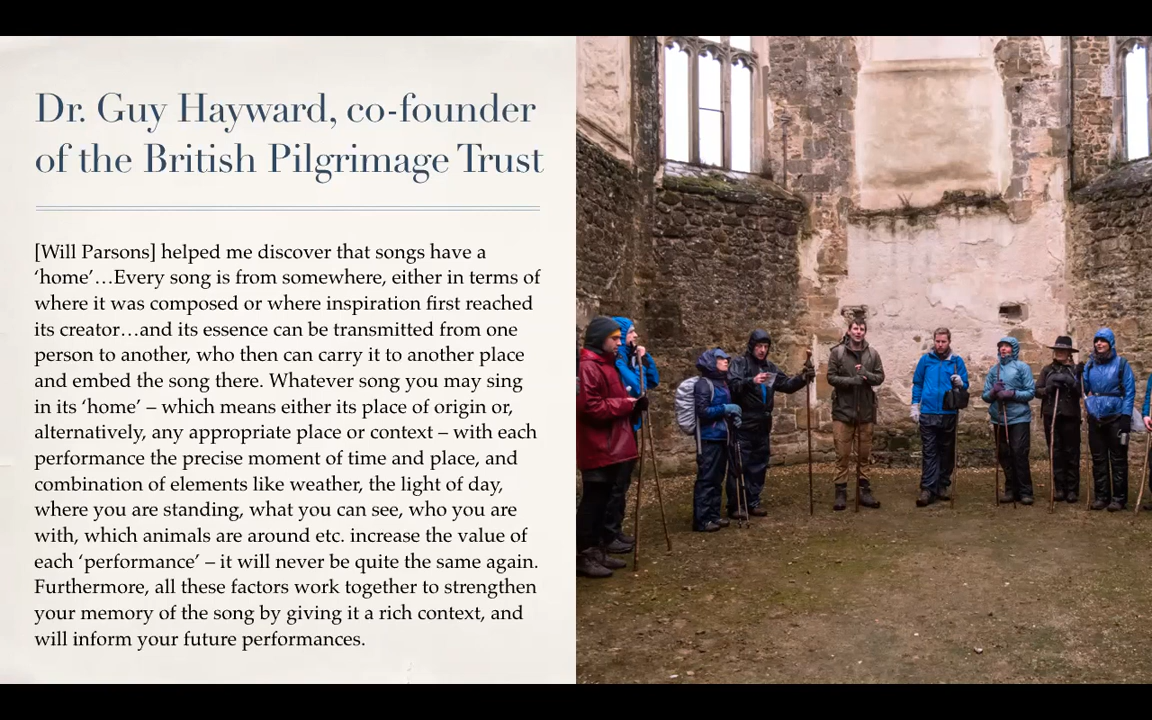 Dr. Guy Hayward, co-founder
of the British Pilgrimage Trust
[Will Parsons] helped me discover that songs have a
‘home’…Every song is from somewhere, either in terms of
where it was composed or where inspiration first reached
its creator…and its essence can be transmitted from one
person to another, who then can carry it to another place
and embed the song there. Whatever song you may sing
in its ‘home’ – which means either its place of origin or,
alternatively, any appropriate place or context – with each
performance the precise moment of time and place, and
combination of elements like weather, the light of day,
where you are standing, what you can see, who you are
with, which animals are around etc. increase the value of
each ‘performance’ – it will never be quite the same again.
Furthermore, all these factors work together to strengthen
your memory of the song by giving it a rich context, and
will inform your future performances.